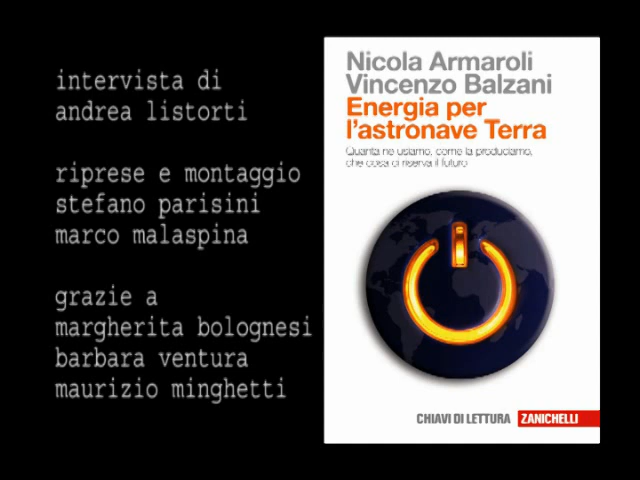 intervista di
andrea listorti
riprese e montaggio
stefano parisini
marco malaspina
grazie a
margherita bolognesi
barbara ventura
maurizio minghetti
Nicola Armaroli
Vincenzo Balzani
Energia per
l'astronave Terra
Quanta ne usiamo, come la produciamo,
che cosa ci riserva il futuro
CHIAVI DI LETTURA ZANICHELLI